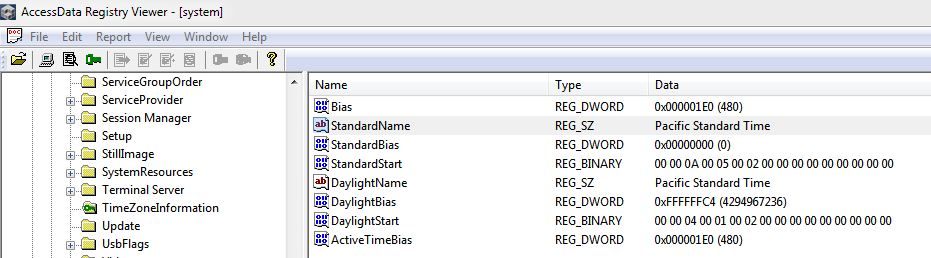 AccessData Registry Viewer - [system]
File Edit Report View Window Help
ServiceGroupOrder
ServiceProvider
Session Manager
Setup
StillImage
SystemResources
Terminal Server
TimeZoneInformation
Update
UsbFlags
Name Type Data
Bias REG_DWORD 0x000001E0 (480)
StandardName REG_SZ Pacific Standard Time
StandardBias REG_DWORD 0x00000000 (0)
StandardStart REG_BINARY 00 00 0A 00 05 00 02 00 00 00 00 00 00 00 00 00
DaylightName REG_SZ Pacific Standard Time
DaylightBias REG_DWORD 0xFFFFFFC4 (4294967236)
DaylightStart REG_BINARY 00 00 04 00 01 00 02 00 00 00 00 00 00 00 00 00
ActiveTimeBias REG_DWORD 0x000001E0 (480)